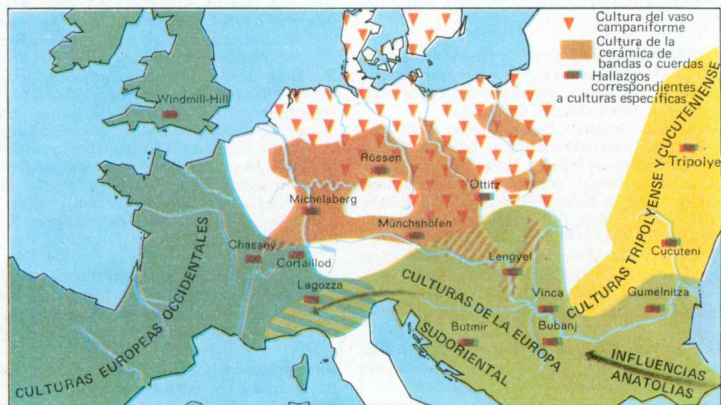 Cultura del vaso
campaniforme
Cultura de la
cerámica de
bandas o cuerdas
Hallazgos
correspondientes
a culturas específicas
Windmill-Hill
Rössen
Ottitz
Michelsberg
Münchshöfen
Chassey
Cortaillod
Lagozza
Lengyel
Vinca
Butmir
Bubanj
Tripolye
Cucuteni
Gumelnitza
CULTURAS EUROPEAS OCCIDENTALES
CULTURAS DE LA EUROPA
SUDORIENTAL
CULTURAS TRIPOLYENSE Y CUCUTENIENSE
INFLUENCIAS
ANATOLIAS